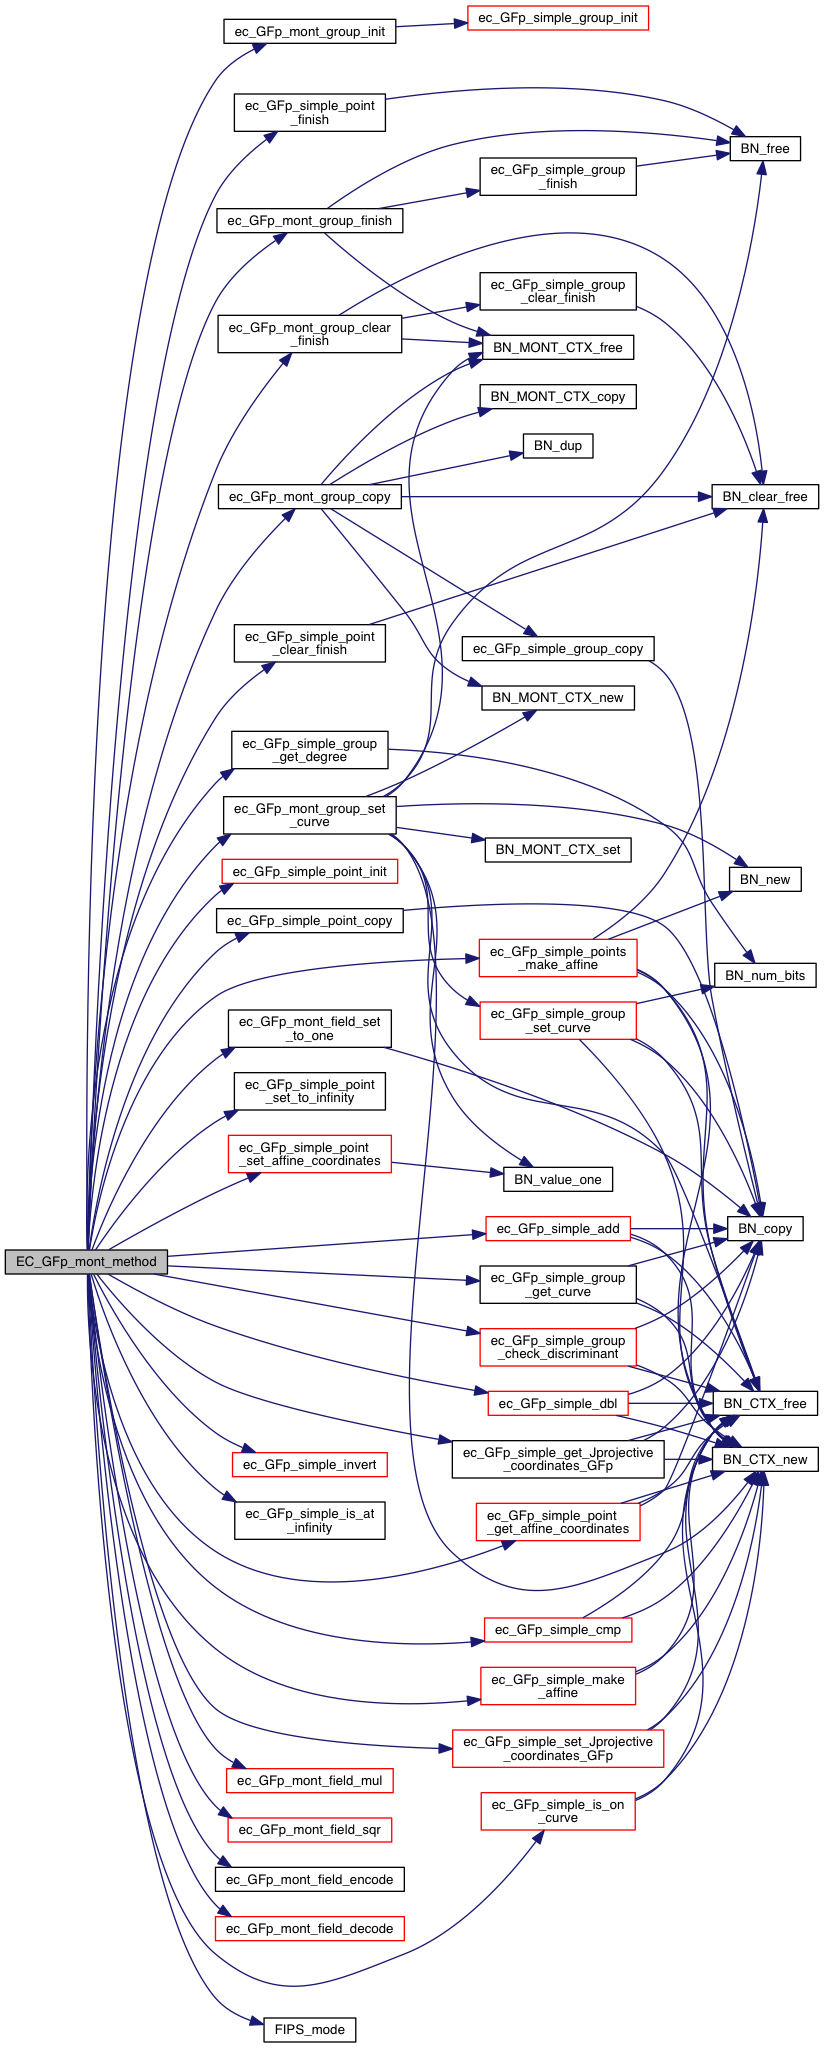 ec_GFp_mont_group_init
ec_GFp_simple_group_init
ec_GFp_simple_point
_finish
BN_free
ec_GFp_simple_group
_finish
ec_GFp_mont_group_finish
ec_GFp_simple_group
_clear_finish
ec_GFp_mont_group_clear
_finish
BN_MONT_CTX_free
BN_MONT_CTX_copy
BN_dup
ec_GFp_mont_group_copy
BN_clear_free
ec_GFp_simple_point
_clear_finish
ec_GFp_simple_group_copy
BN_MONT_CTX_new
ec_GFp_simple_group
_get_degree
ec_GFp_mont_group_set
_curve
BN_MONT_CTX_set
ec_GFp_simple_point_init
BN_new
ec_GFp_simple_point_copy
ec_GFp_simple_points
_make_affine
BN_num_bits
ec_GFp_simple_group
_set_curve
ec_GFp_mont_field_set
_to_one
ec_GFp_simple_point
_set_to_infinity
ec_GFp_simple_point
_set_affine_coordinates
BN_value_one
ec_GFp_simple_add
BN_copy
EC_GFp_mont_method
ec_GFp_simple_group
_get_curve
ec_GFp_simple_group
_check_discriminant
ec_GFp_simple_dbl
BN_CTX_free
ec_GFp_simple_get_Jprojective
_coordinates_GFp
BN_CTX_new
ec_GFp_simple_invert
ec_GFp_simple_is_at
_infinity
ec_GFp_simple_point
_get_affine_coordinates
ec_GFp_simple_cmp
ec_GFp_simple_make
_affine
ec_GFp_simple_set_Jprojective
_coordinates_GFp
ec_GFp_mont_field_mul
ec_GFp_simple_is_on
_curve
ec_GFp_mont_field_sqr
ec_GFp_mont_field_encode
ec_GFp_mont_field_decode
FIPS_mode